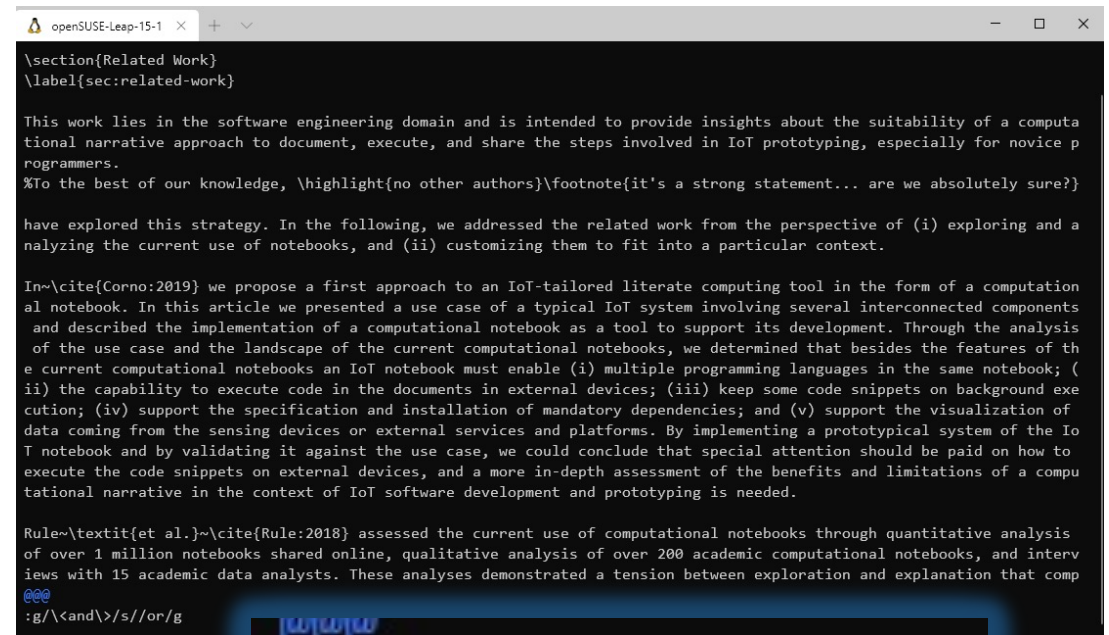 openSUSE-Leap-15-1
\section{Related Work}
\label{sec:related-work}
This work lies in the software engineering domain and is intended to provide insights about the suitability of a computa
tional narrative approach to document, execute, and share the steps involved in IoT prototyping, especially for novice p
rogrammers.
%To the best of our knowledge, \highlight{no other authors}\footnote{it's a strong statement... are we absolutely sure?}
have explored this strategy. In the following, we addressed the related work from the perspective of (i) exploring and a
nalyzing the current use of notebooks, and (ii) customizing them to fit into a particular context.
In~\cite{Corno:2019} we propose a first approach to an IoT-tailored literate computing tool in the form of a computation
al notebook. In this article we presented a use case of a typical IoT system involving several interconnected components
and described the implementation of a computational notebook as a tool to support its development. Through the analysis
of the use case and the landscape of the current computational notebooks, we determined that besides the features of th
e current computational notebooks an IoT notebook must enable (i) multiple programming languages in the same notebook; (
ii) the capability to execute code in the documents in external devices; (iii) keep some code snippets on background exe
cution; (iv) support the specification and installation of mandatory dependencies; and (v) support the visualization of
data coming from the sensing devices or external services and platforms. By implementing a prototypical system of the Io
T notebook and by validating it against the use case, we could conclude that special attention should be paid on how to
execute the code snippets on external devices, and a more in-depth assessment of the benefits and limitations of a compu
tational narrative in the context of IoT software development and prototyping is needed.
Rule~\textit{et al.}~\cite{Rule:2018} assessed the current use of computational notebooks through quantitative analysis
of over 1 million notebooks shared online, qualitative analysis of over 200 academic computational notebooks, and interv
iews with 15 academic data analysts. These analyses demonstrated a tension between exploration and explanation that comp
@@@
:g/\<and\>/s//or/g
@@@